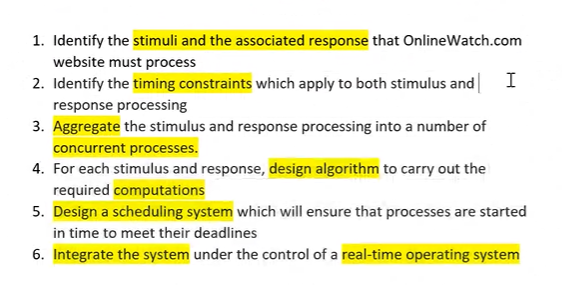 1. Identify the stimuli and the associated response that OnlineWatch.com
website must process
2. Identify the timing constraints which apply to both stimulus and
response processing
3. Aggregate the stimulus and response processing into a number of
concurrent processes.
4. For each stimulus and response, design algorithm to carry out the
required computations
5. Design a scheduling system which will ensure that processes are started
in time to meet their deadlines
6. Integrate the system under the control of a real-time operating system